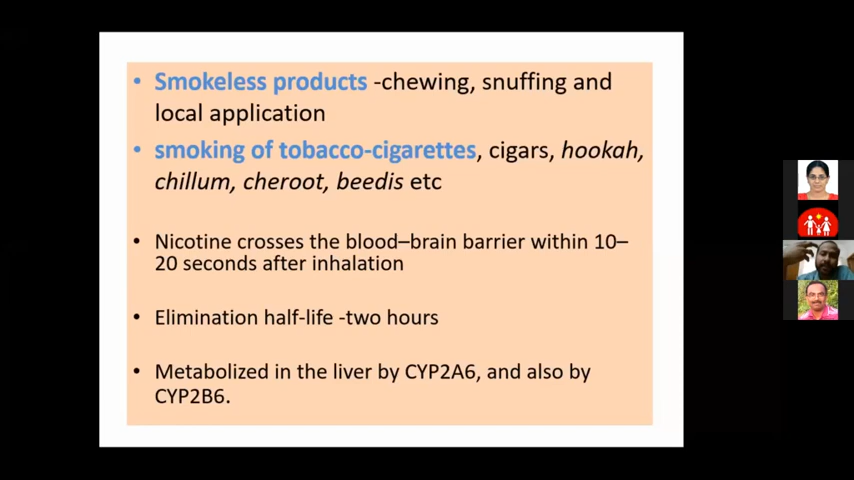 • Smokeless products -chewing, snuffing and
local application
• smoking of tobacco-cigarettes, cigars, hookah,
chillum, cheroot, beedis etc
• Nicotine crosses the blood–brain barrier within 10–
20 seconds after inhalation
• Elimination half-life -two hours
• Metabolized in the liver by CYP2A6, and also by
CYP2B6.